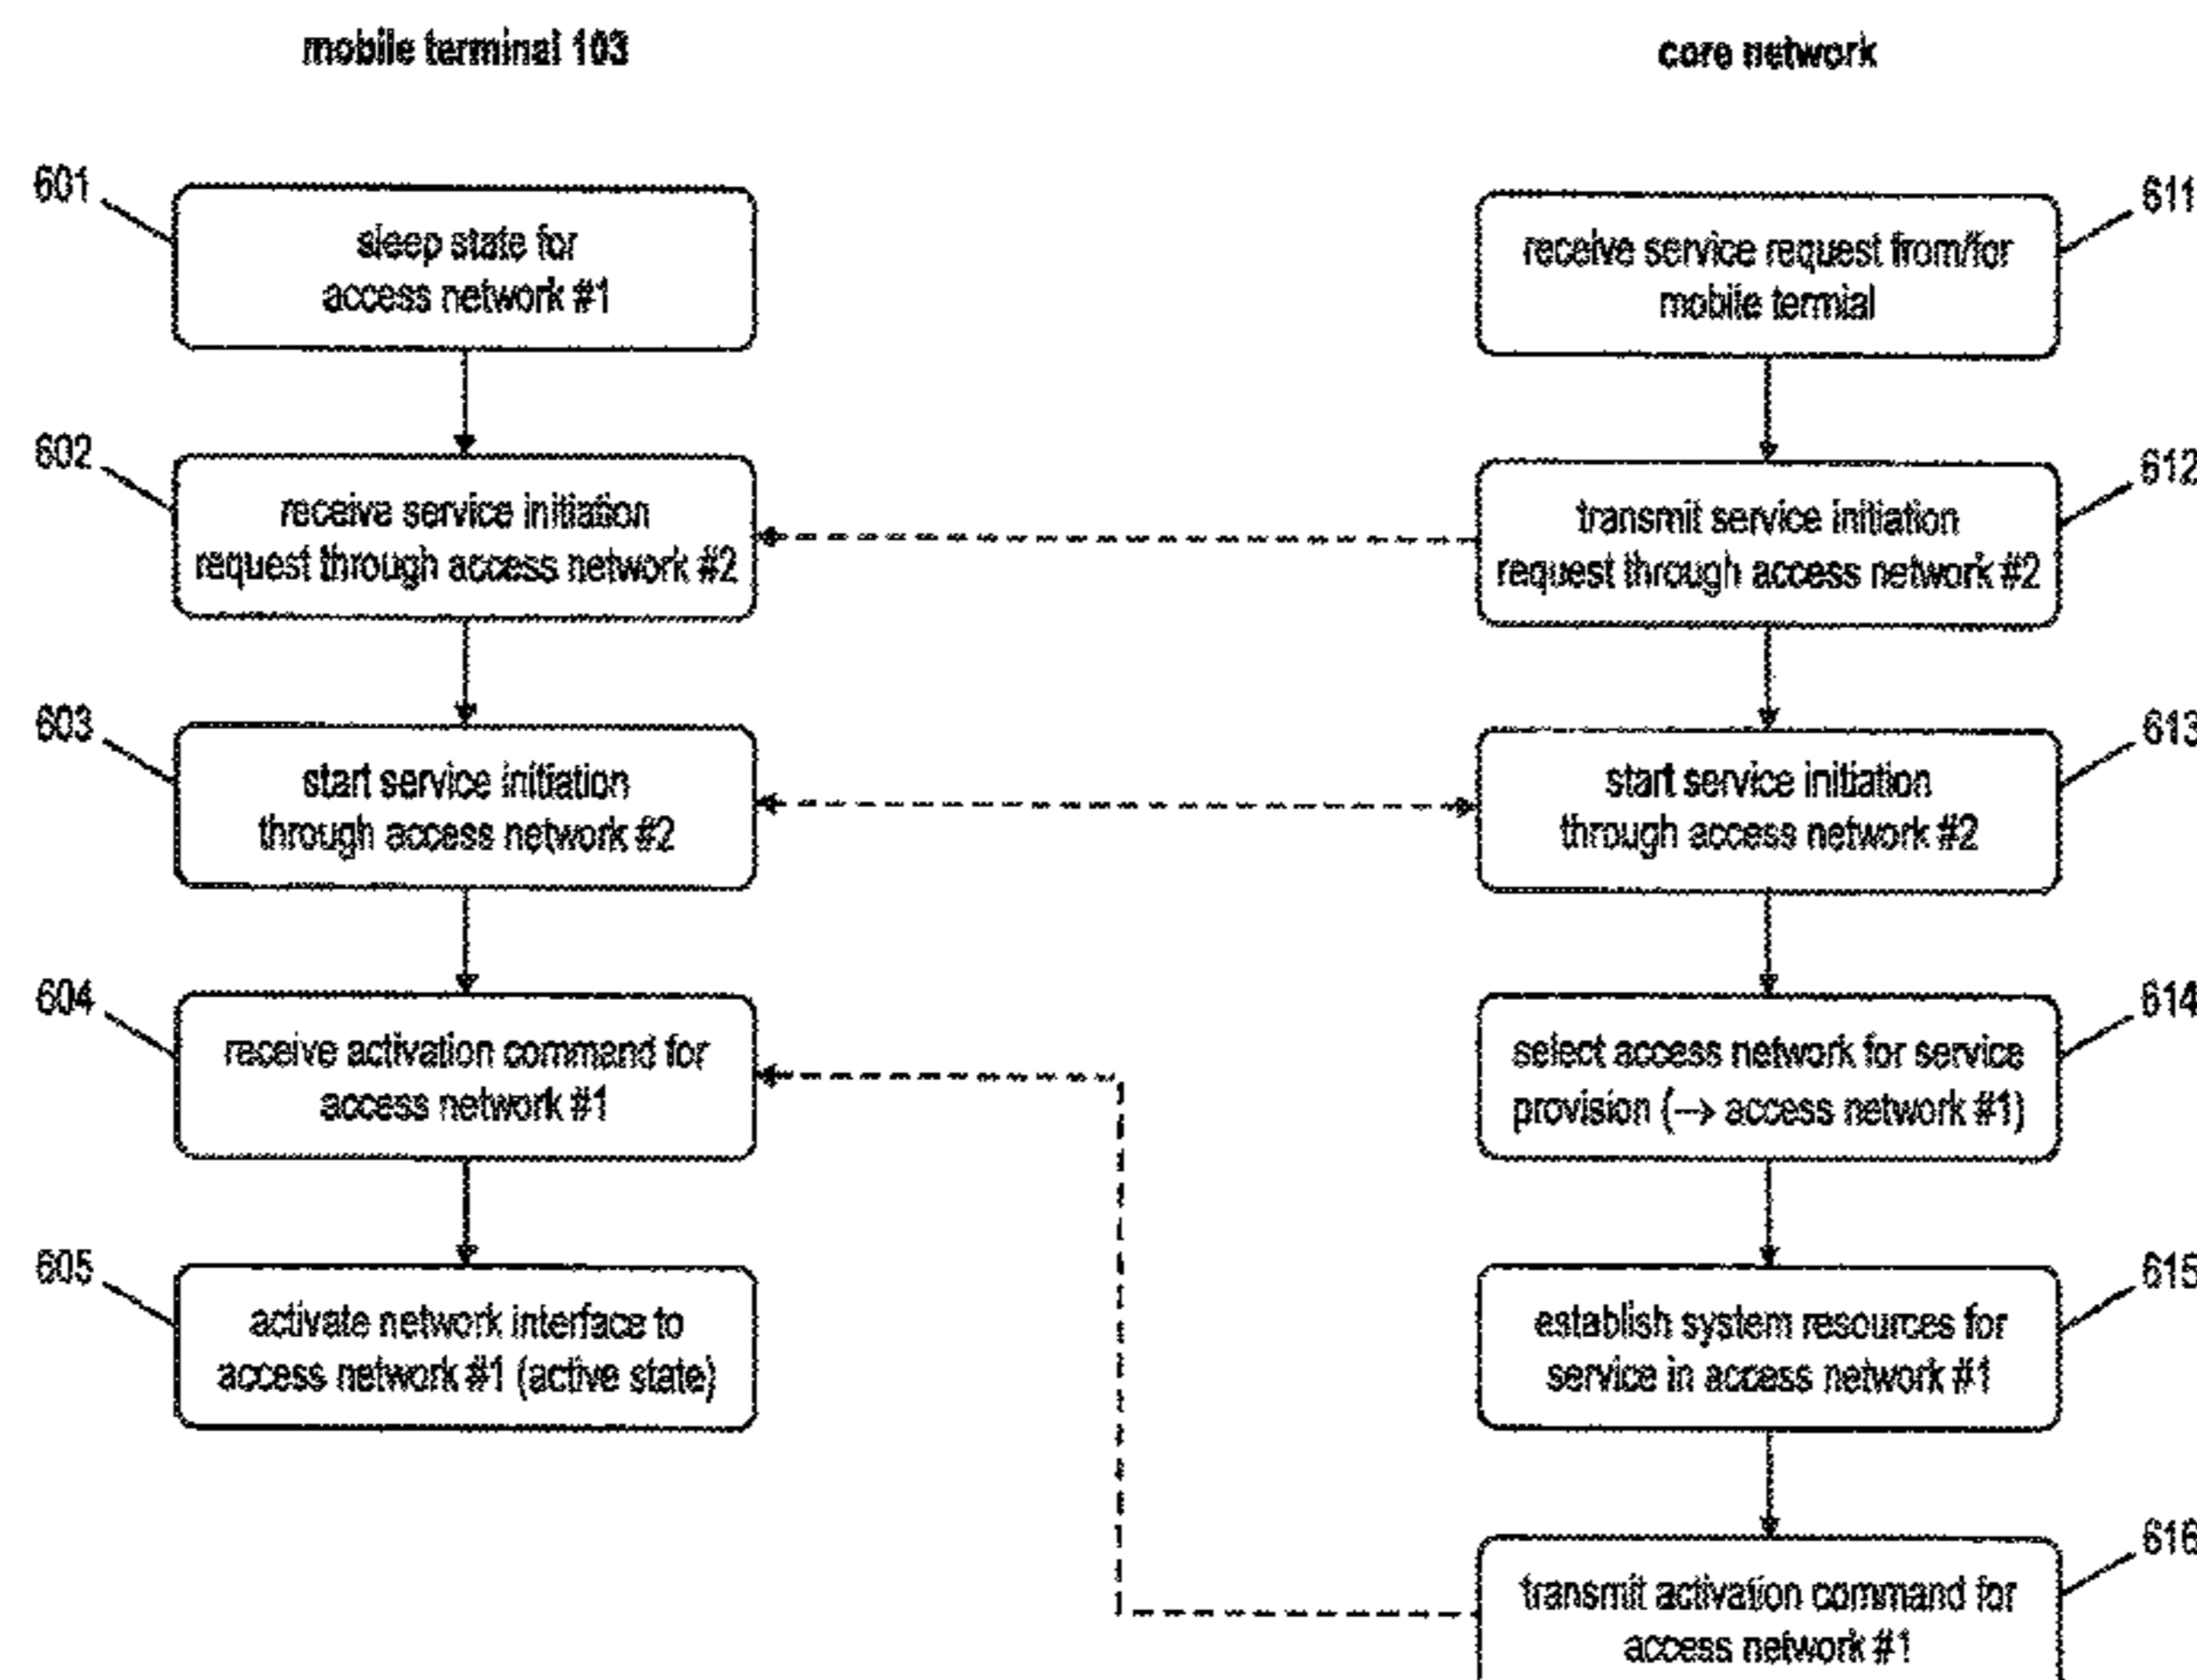 mobile terminal 103
core network
601
sleep state for
access network #1
611
receive service request from/for
mobile termial
602
receive service initiation
request through access network #2
612
transmit service initiation
request through access network #2
603
start service initiation
through access network #2
613
start service initiation
through access network #2
604
receive activation command for
access network #1
614
select access network for service
provision (→ access network #1)
605
activate network interface to
access network #1 (active state)
615
establish system resources for
service in access network #1
616
transmit activation command for
access network #1